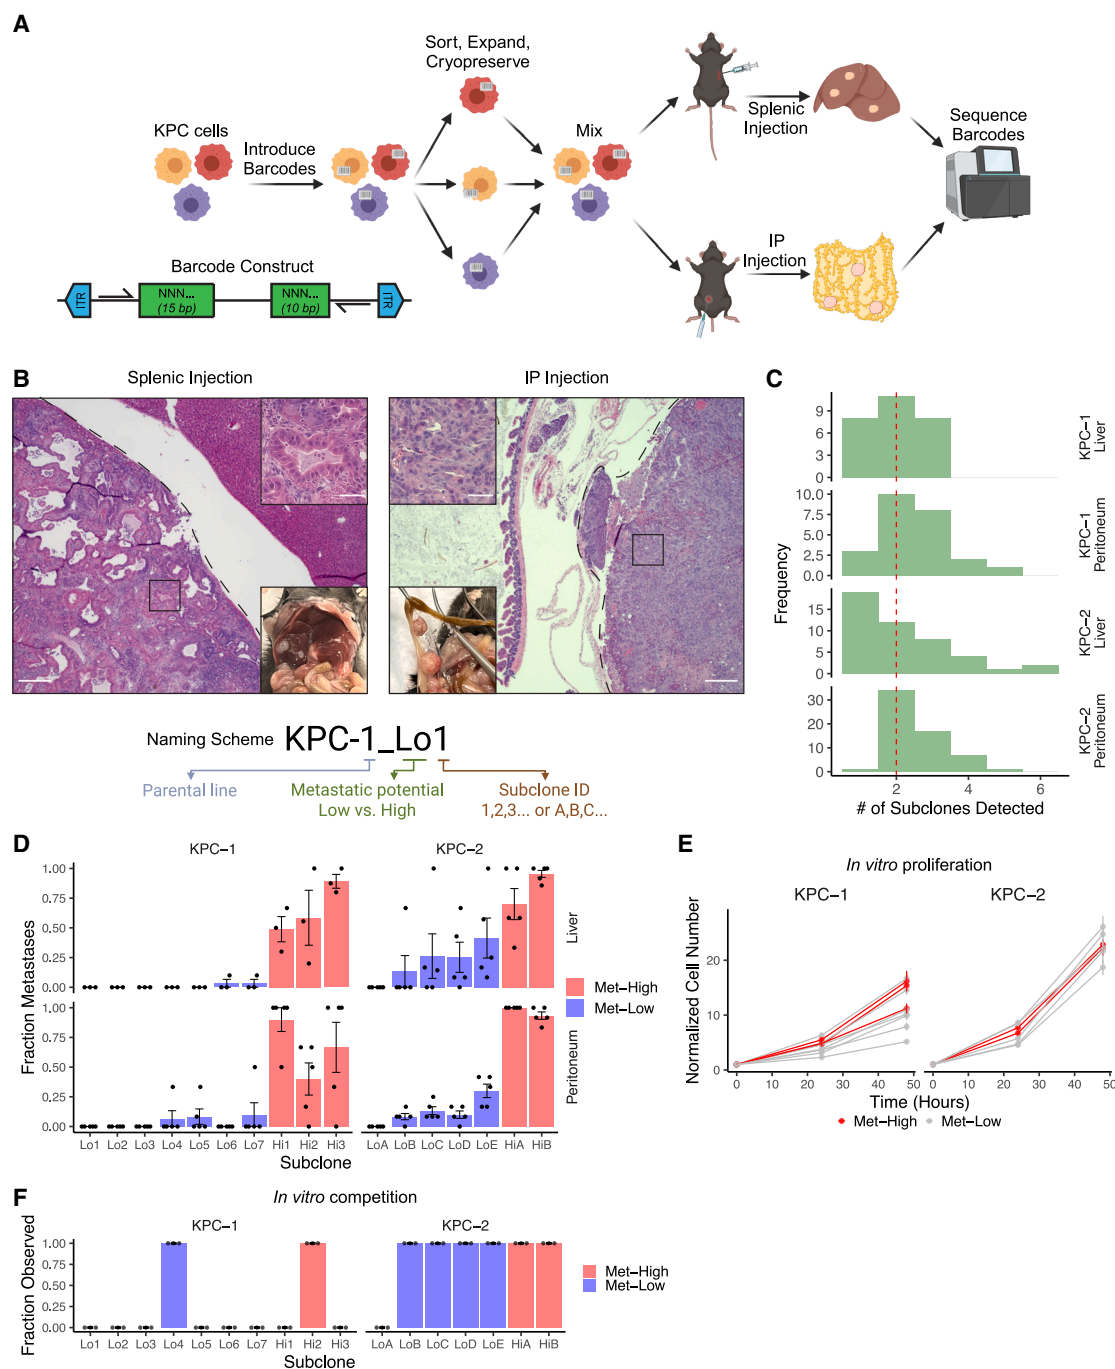 A
KPC cells
Introduce
Barcodes
Sort, Expand,
Cryopreserve
Mix
Splenic
Injection
IP
Injection
Sequence
Barcodes
Barcode Construct
ITR
NNN...
(15 bp)
NNN...
(10 bp)
ITR
B
Splenic Injection
IP Injection
Naming Scheme KPC-1_Lo1
Parental line
Metastatic potential
Low vs. High
Subclone ID
1,2,3... or A,B,C...
C
Frequency
9
6
3
0
KPC-1
Liver
10.0
7.5
5.0
2.5
0.0
KPC-1
Peritoneum
15
10
5
0
KPC-2
Liver
30
20
10
0
KPC-2
Peritoneum
2 4 6
# of Subclones Detected
D
KPC-1 KPC-2
Fraction Metastases
1.00
0.75
0.50
0.25
0.00
Liver
1.00
0.75
0.50
0.25
0.00
Peritoneum
Lo1 Lo2 Lo3 Lo4 Lo5 Lo6 Lo7 Hi1 Hi2 Hi3 LoA LoB LoC LoD LoE HiA HiB
Subclone
Met-High
Met-Low
E
In vitro proliferation
KPC-1 KPC-2
Normalized Cell Number
20
10
0
0 10 20 30 40 50 0 10 20 30 40 50
Time (Hours)
Met-High Met-Low
F
In vitro competition
KPC-1 KPC-2
Fraction Observed
1.00
0.75
0.50
0.25
0.00
Lo1 Lo2 Lo3 Lo4 Lo5 Lo6 Lo7 Hi1 Hi2 Hi3 LoA LoB LoC LoD LoE HiA HiB
Subclone
Met-High
Met-Low